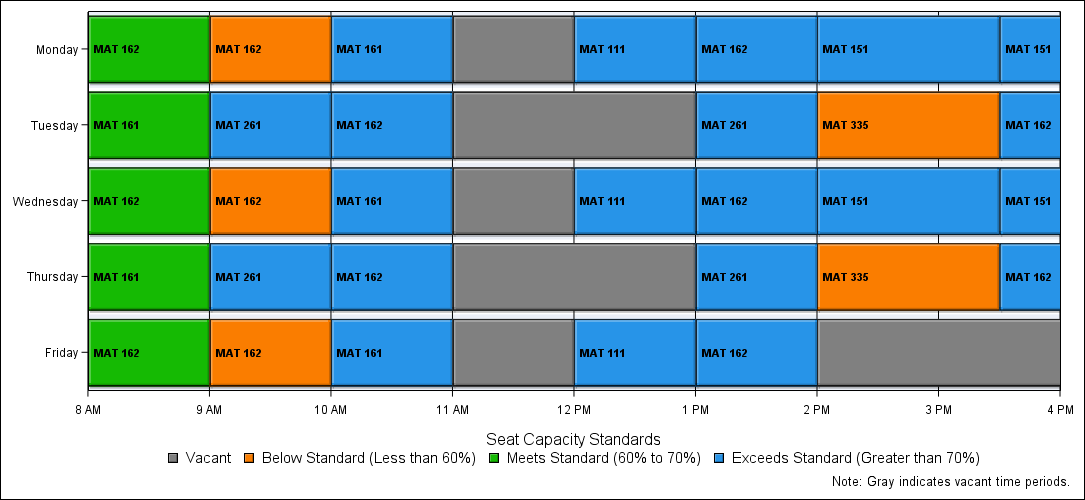 Monday MAT 162 MAT 162 MAT 161 MAT 111 MAT 162 MAT 151 MAT 151
Tuesday MAT 161 MAT 261 MAT 162 MAT 261 MAT 335 MAT 162
Wednesday MAT 162 MAT 162 MAT 161 MAT 111 MAT 162 MAT 151 MAT 151
Thursday MAT 161 MAT 261 MAT 162 MAT 261 MAT 335 MAT 162
Friday MAT 162 MAT 162 MAT 161 MAT 111 MAT 162
8 AM 9 AM 10 AM 11 AM 12 PM 1 PM 2 PM 3 PM 4 PM
Seat Capacity Standards
Vacant Below Standard (Less than 60%) Meets Standard (60% to 70%) Exceeds Standard (Greater than 70%)
Note: Gray indicates vacant time periods.